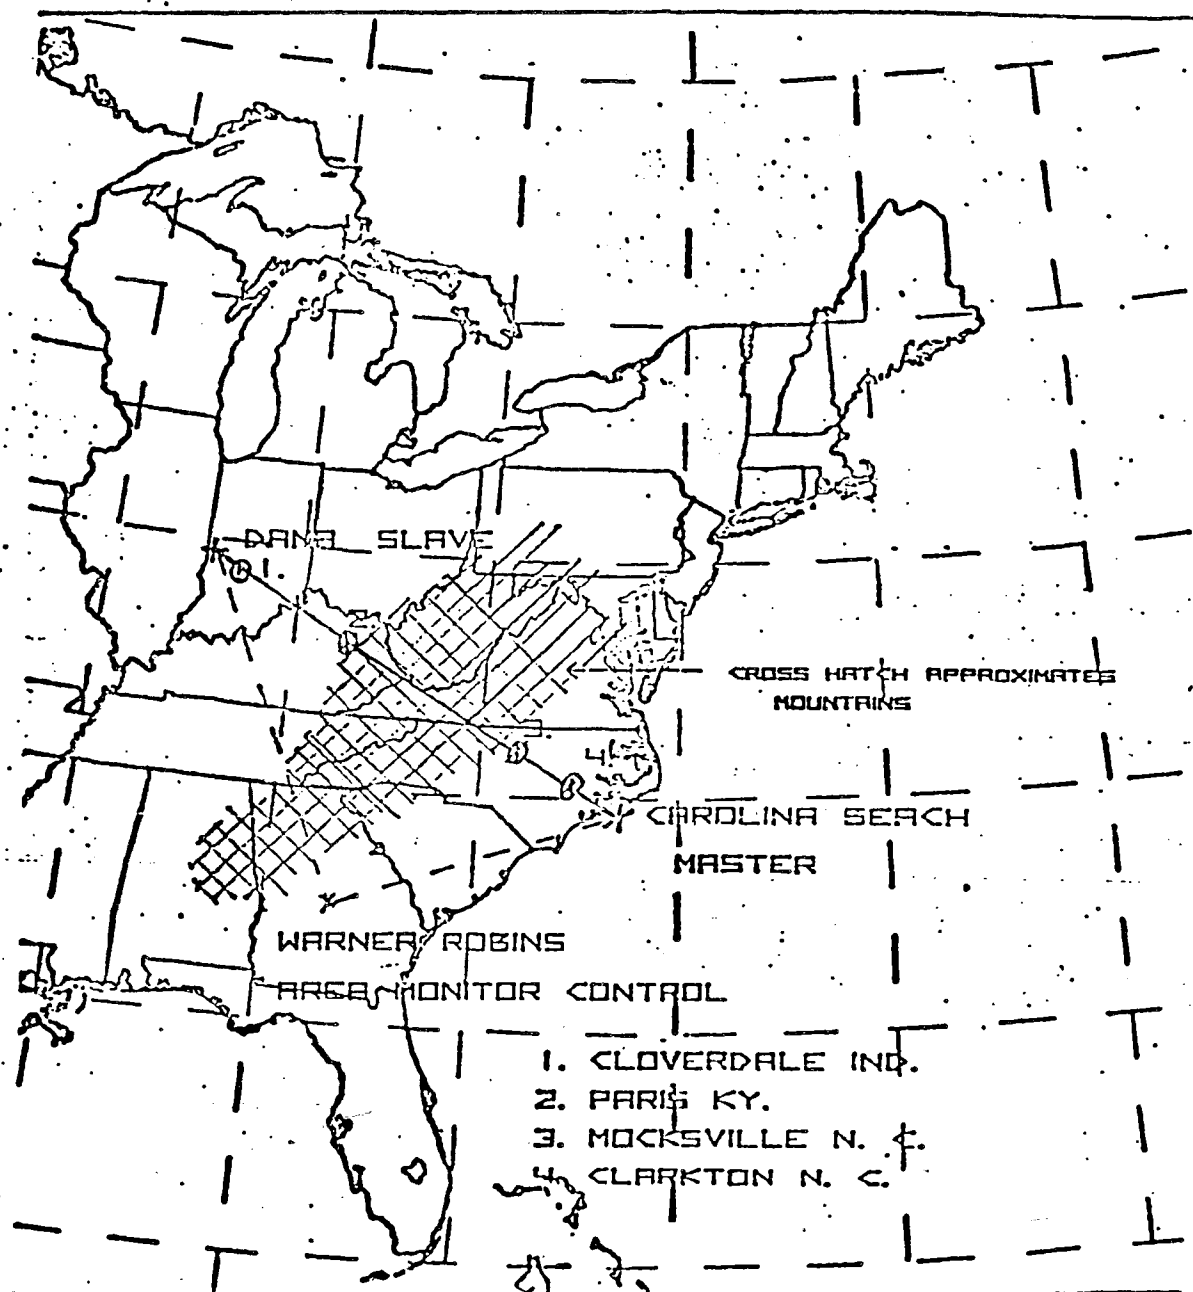 DANA SLAVE
1.
CROSS HATCH APPROXIMATES
MOUNTAINS
4
CAROLINA SEACH
MASTER
WARNER ROBINS
AREA MONITOR CONTROL
1. CLOVERDALE IND.
2. PARIS KY.
3. MOCKSVILLE N. C.
4. CLARKTON N. C.